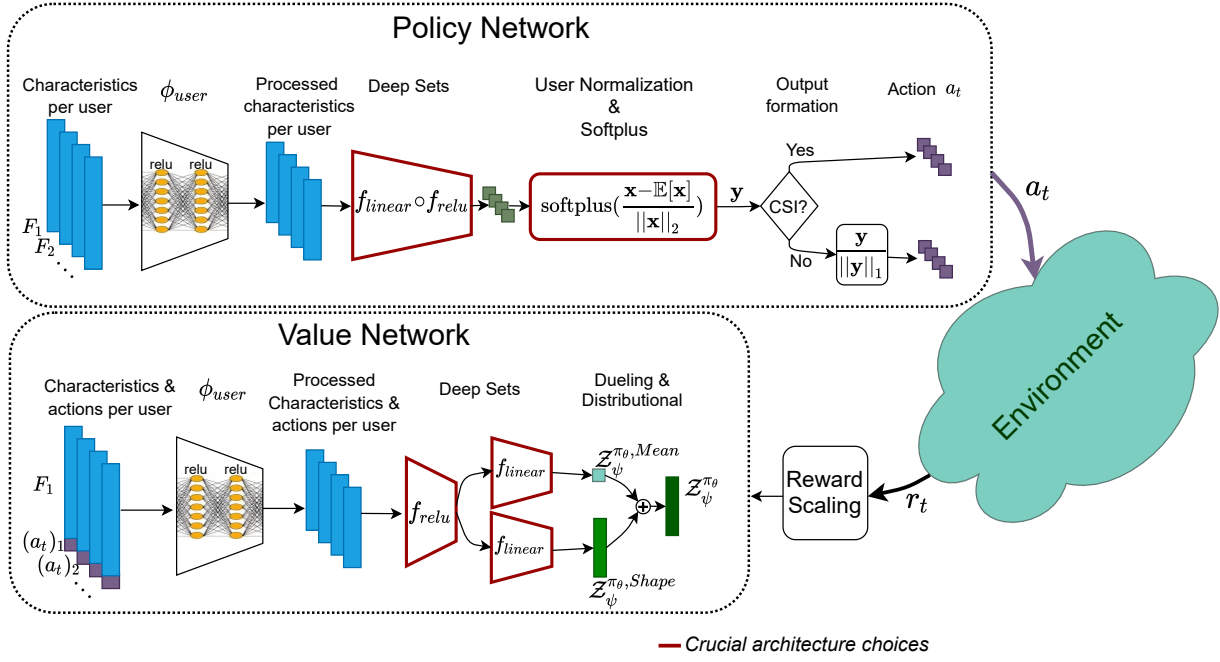 Policy Network
Characteristics
per user
ϕ_user
Processed
characteristics
per user
Deep Sets
User Normalization
&
Softplus
Output
formation
Action a_t
relu relu
F_1
F_2
...
f_linear ∘ f_relu
softplus((x−𝔼[x])/||x||_2)
y
CSI?
Yes
No
y/||y||_1
a_t
Environment
r_t
Reward
Scaling
Value Network
Characteristics &
actions per user
ϕ_user
Processed
Characteristics &
actions per user
Deep Sets
Dueling &
Distributional
relu relu
F_1
(a_t)_1
(a_t)_2
...
f_relu
f_linear
f_linear
Z_ψ^{π_θ,Mean}
+
Z_ψ^{π_θ}
Z_ψ^{π_θ,Shape}
Crucial architecture choices